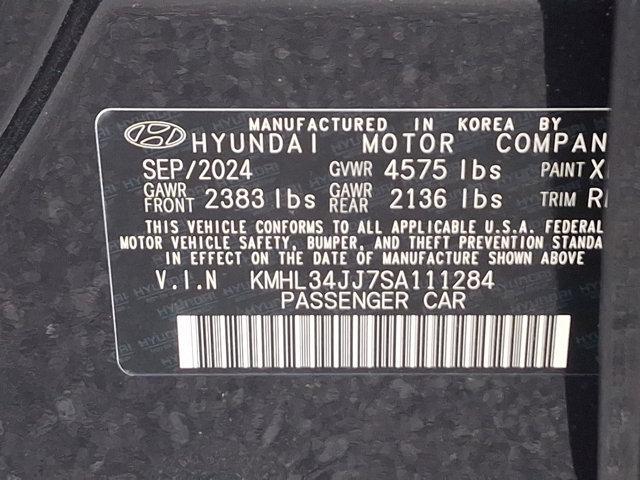 MANUFACTURED IN KOREA BY
HYUNDAI MOTOR COMPAN
SEP/2024 GVWR 4575 lbs PAINT X
GAWR FRONT 2383 lbs GAWR REAR 2136 lbs TRIM R
THIS VEHICLE CONFORMS TO ALL APPLICABLE U.S.A. FEDERAL
MOTOR VEHICLE SAFETY, BUMPER, AND THEFT PREVENTION STANDA
IN EFFECT ON THE DATE OF MANUFACTURE SHOWN ABOVE
V.I.N KMHL34JJ7SA111284
PASSENGER CAR